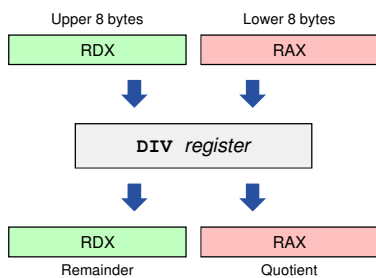 Upper 8 bytes Lower 8 bytes
RDX RAX
DIV register
RDX RAX
Remainder Quotient